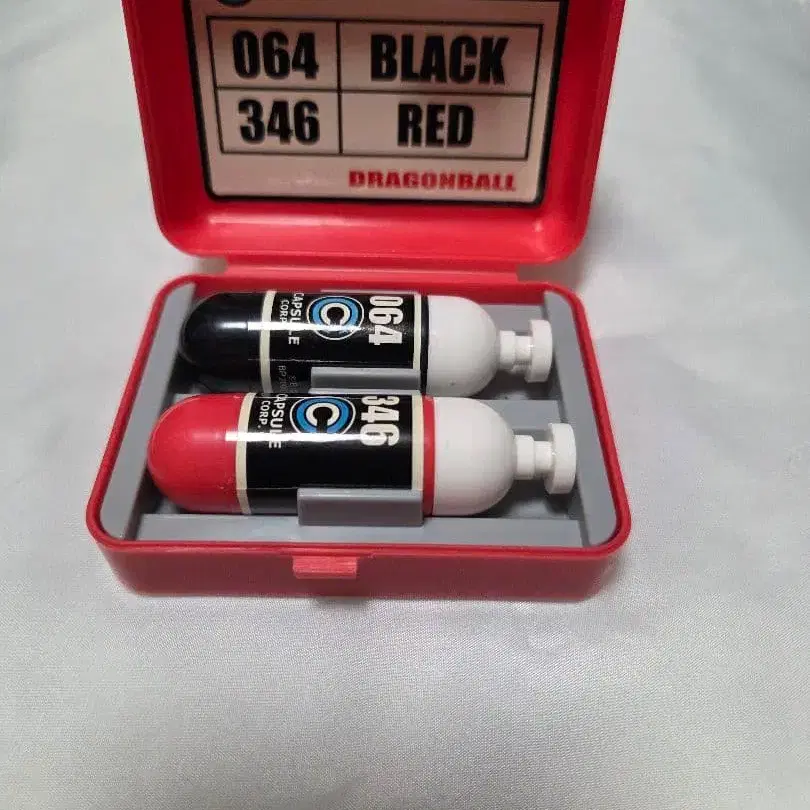 064 BLACK
346 RED
DRAGONBALL
064
C
CAPSULE
CORP.
346
C
CAPSULE
CORP.